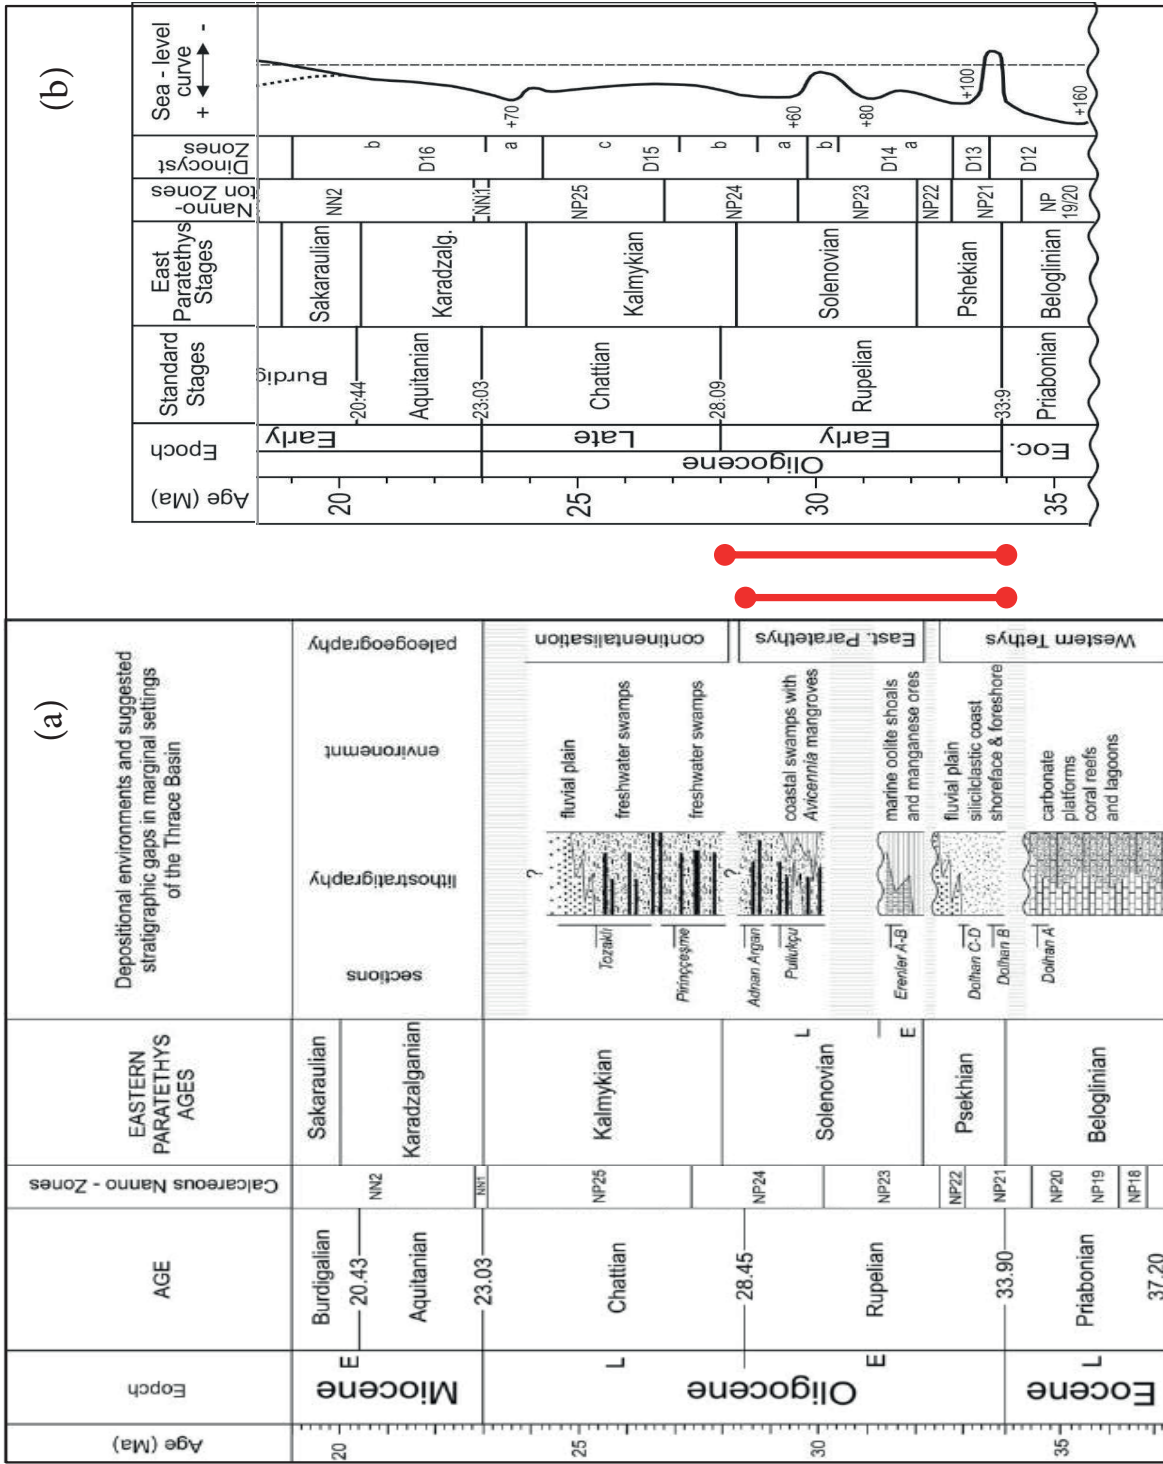 (b)
Sea - level
curve
+ ↔ -
+70
+60
+80
+100
+160
Dinocyst
Zones
b
D16
a
c
D15
b
a
b
D14
a
D13
D12
Nanno-
ton Zones
NN2
NN1
NP25
NP24
NP23
NP22
NP21
NP
19/20
East
Paratethys
Stages
Sakaraulian
Karadzalg.
Kalmykian
Solenovian
Pshekian
Beloglinian
Standard
Stages
Burdig
20:44
Aquitanian
23:03
Chattian
28.09
Rupelian
33:9
Priabonian
Epoch
Early
Late
Early
Oligocene
Eoc.
Age (Ma)
20
25
30
35
(a)
Depositional environments and suggested
stratigraphic gaps in marginal settings
of the Thrace Basin
paleogeography
continentalisation
East. Paratethys
Western Tethys
environemnt
fluvial plain
freshwater swamps
freshwater swamps
coastal swamps with
Avicennia mangroves
marine oolite shoals
and manganese ores
fluvial plain
silicilclastic coast
shoreface & foreshore
carbonate
platforms
coral reefs
and lagoons
lithostratigraphy
?
?
sections
Tozaklı
Pirinççeşme
Adnan Argan
Pullukçu
Erenler A-B
Dolhan C-D
Dolhan B
Dolhan A
EASTERN
PARATETHYS
AGES
Sakaraulian
Karadzalganian
Kalmykian
Solenovian
L
E
Psekhian
Beloglinian
Calcareous Nanno - Zones
NN2
NN1
NP25
NP24
NP23
NP22
NP21
NP20
NP19
NP18
AGE
Burdigalian
20.43
Aquitanian
23.03
Chattian
28.45
Rupelian
33.90
Priabonian
37.20
Eopch
E
Miocene
L
E
Oligocene
L
Eocene
Age (Ma)
20
25
30
35